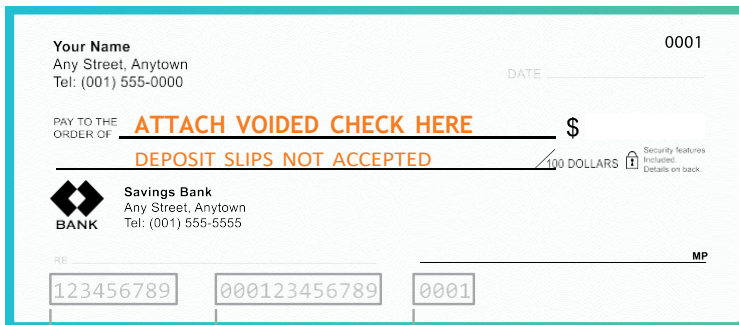 Your Name
0001
Any Street, Anytown
Tel: (001) 555-0000
DATE
PAY TO THE
ORDER OF
ATTACH VOIDED CHECK HERE
$
DEPOSIT SLIPS NOT ACCEPTED
/100 DOLLARS
Security features
Included.
Details on back.
Savings Bank
Any Street, Anytown
Tel: (001) 555-5555
BANK
RE
MP
123456789 000123456789 0001